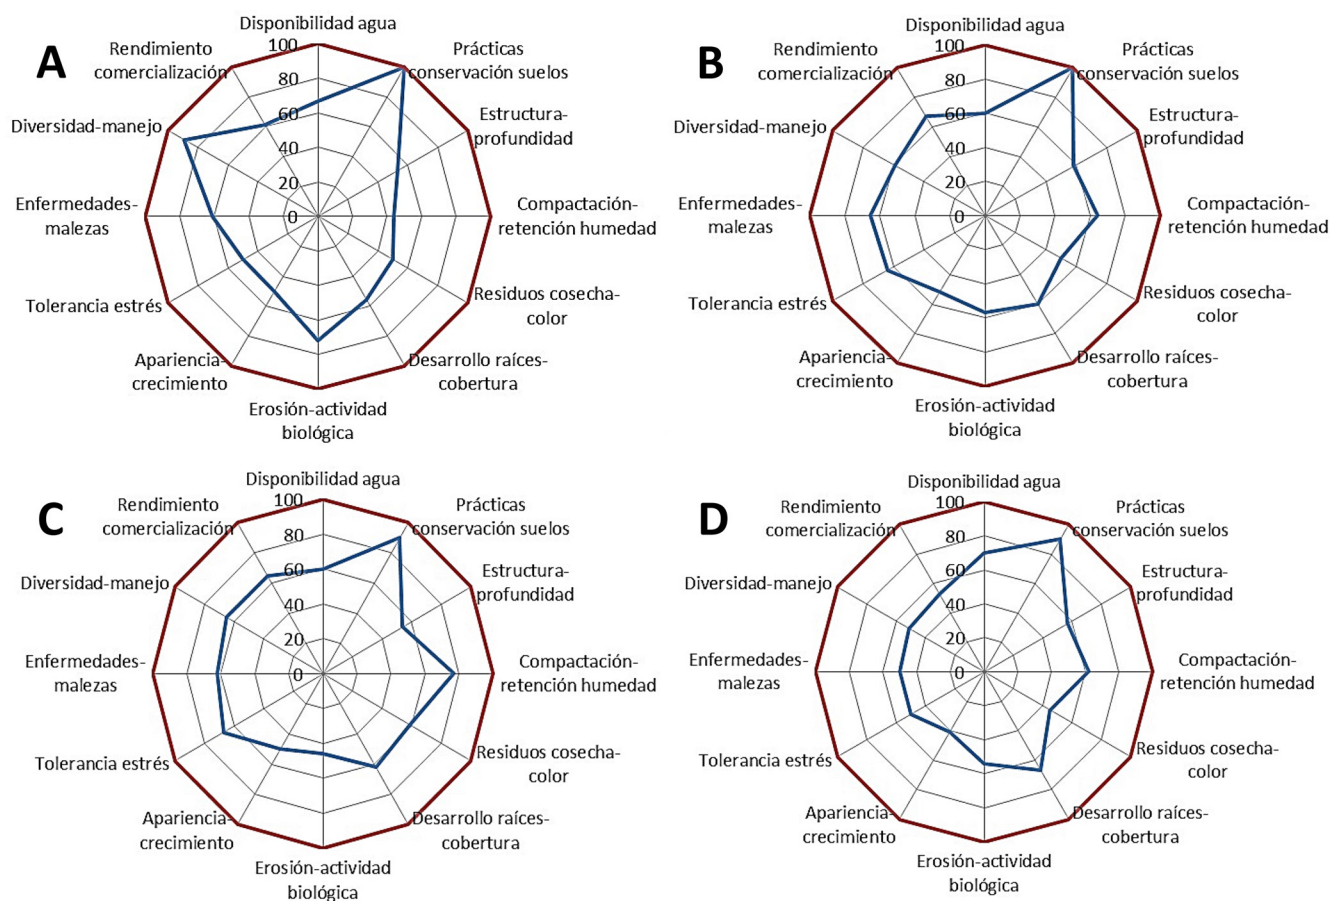 A
Disponibilidad agua
Prácticas
conservación suelos
Estructura-
profundidad
Compactación-
retención humedad
Residuos cosecha-
color
Desarrollo raíces-
cobertura
Erosión-actividad
biológica
Apariencia-
crecimiento
Tolerancia estrés
Enfermedades-
malezas
Diversidad-manejo
Rendimiento
comercialización
100
80
60
40
20
0
B
Disponibilidad agua
Prácticas
conservación suelos
Estructura-
profundidad
Compactación-
retención humedad
Residuos cosecha-
color
Desarrollo raíces-
cobertura
Erosión-actividad
biológica
Apariencia-
crecimiento
Tolerancia estrés
Enfermedades-
malezas
Diversidad-manejo
Rendimiento
comercialización
100
80
60
40
20
0
C
Disponibilidad agua
Prácticas
conservación suelos
Estructura-
profundidad
Compactación-
retención humedad
Residuos cosecha-
color
Desarrollo raíces-
cobertura
Erosión-actividad
biológica
Apariencia-
crecimiento
Tolerancia estrés
Enfermedades-
malezas
Diversidad-manejo
Rendimiento
comercialización
100
80
60
40
20
0
D
Disponibilidad agua
Prácticas
conservación suelos
Estructura-
profundidad
Compactación-
retención humedad
Residuos cosecha-
color
Desarrollo raíces-
cobertura
Erosión-actividad
biológica
Apariencia-
crecimiento
Tolerancia estrés
Enfermedades-
malezas
Diversidad-manejo
Rendimiento
comercialización
100
80
60
40
20
0